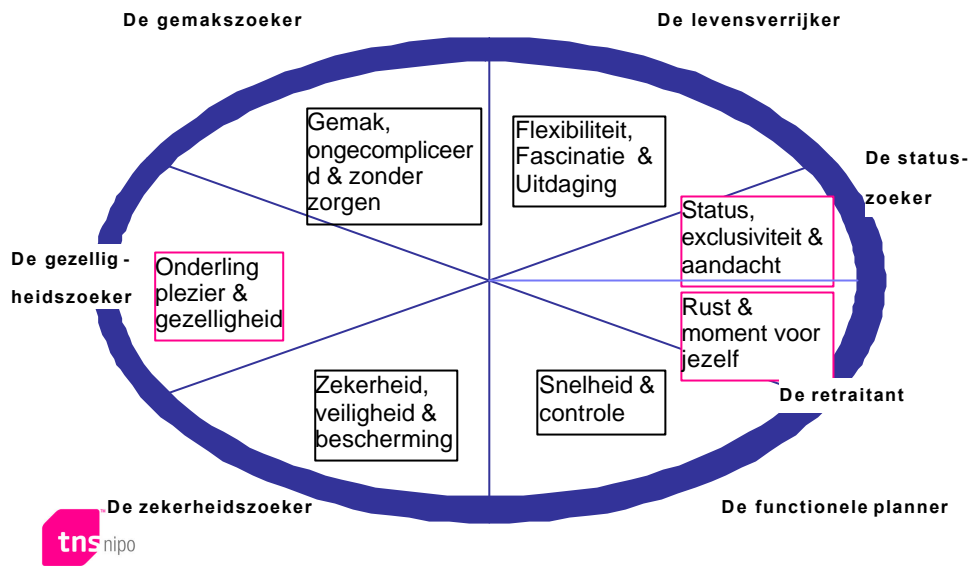 De gemakszoeker
De levensverrijker
Gemak,
ongecompliceer
d & zonder
zorgen
Flexibiliteit,
Fascinatie &
Uitdaging
De status-
zoeker
Status,
exclusiviteit &
aandacht
De gezellig -
heidszoeker
Onderling
plezier &
gezelligheid
Rust &
moment voor
jezelf
De retraitant
Zekerheid,
veiligheid &
bescherming
Snelheid &
controle
De zekerheidszoeker
De functionele planner
tns nipo